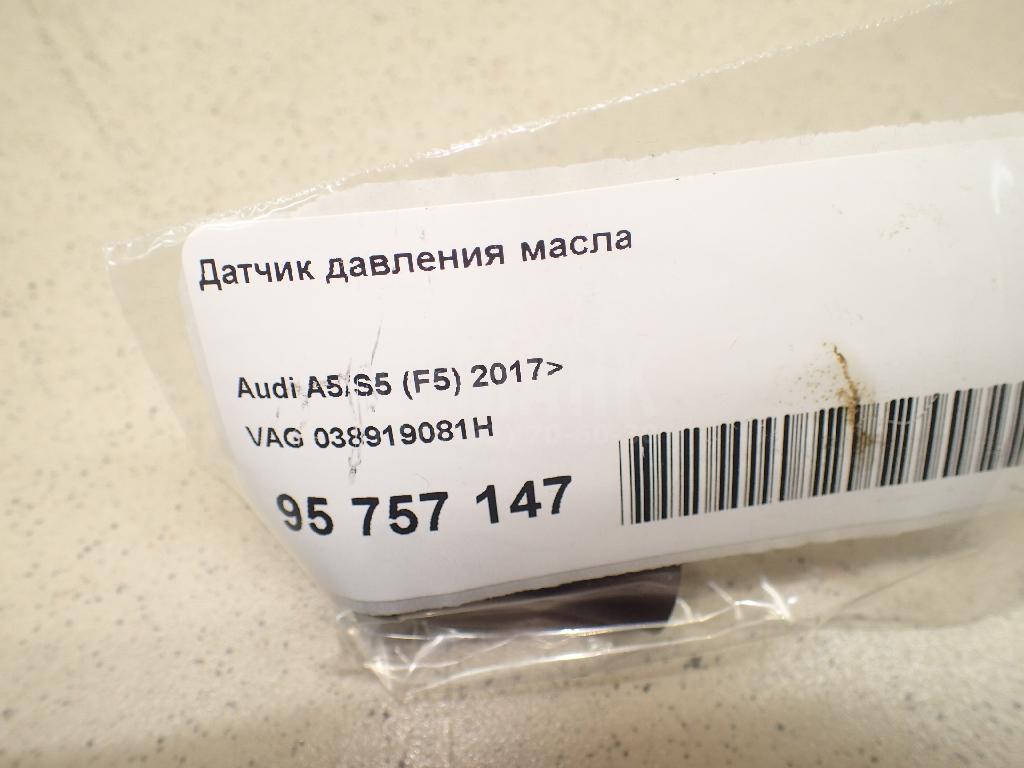 Датчик давления масла
Audi A5/S5 (F5) 2017>
VAG 038919081H
95 757 147